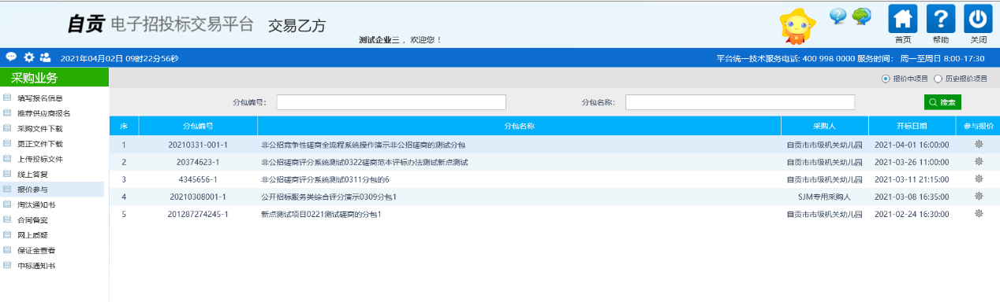 自贡 电子招投标交易平台 交易乙方
测试企业三 ，欢迎您！
首页 帮助 关闭
2021年04月02日 09时22分56秒 平台统一技术服务电话: 400 998 0000 服务时间： 周一至周日 8:00-17:30
采购业务
报价中项目 历史报价项目
填写报名信息
推荐供应商报名
采购文件下载
更正文件下载
上传投标文件
线上答复
报价参与
淘汰通知书
合同备案
网上质疑
保证金查看
中标通知书
分包编号： 分包名称： 搜索
序 分包编号 分包名称 采购人 开标日期 参与报价
1 20210331-001-1 非公招竞争性磋商全流程系统操作演示非公招磋商的测试分包 自贡市市级机关幼儿园 2021-04-01 16:00:00
2 20374623-1 非公招磋商评分系统测试0322磋商范本评标办法测试新点测试 自贡市市级机关幼儿园 2021-03-26 11:00:00
3 4345656-1 非公招磋商评分系统测试0311分包的6 自贡市市级机关幼儿园 2021-03-11 21:15:00
4 20210308001-1 公开招标服务类综合评分演示0309分包1 SJM专用采购人 2021-03-08 16:35:00
5 201287274245-1 新点测试项目0221测试磋商的分包1 自贡市市级机关幼儿园 2021-02-24 16:30:00